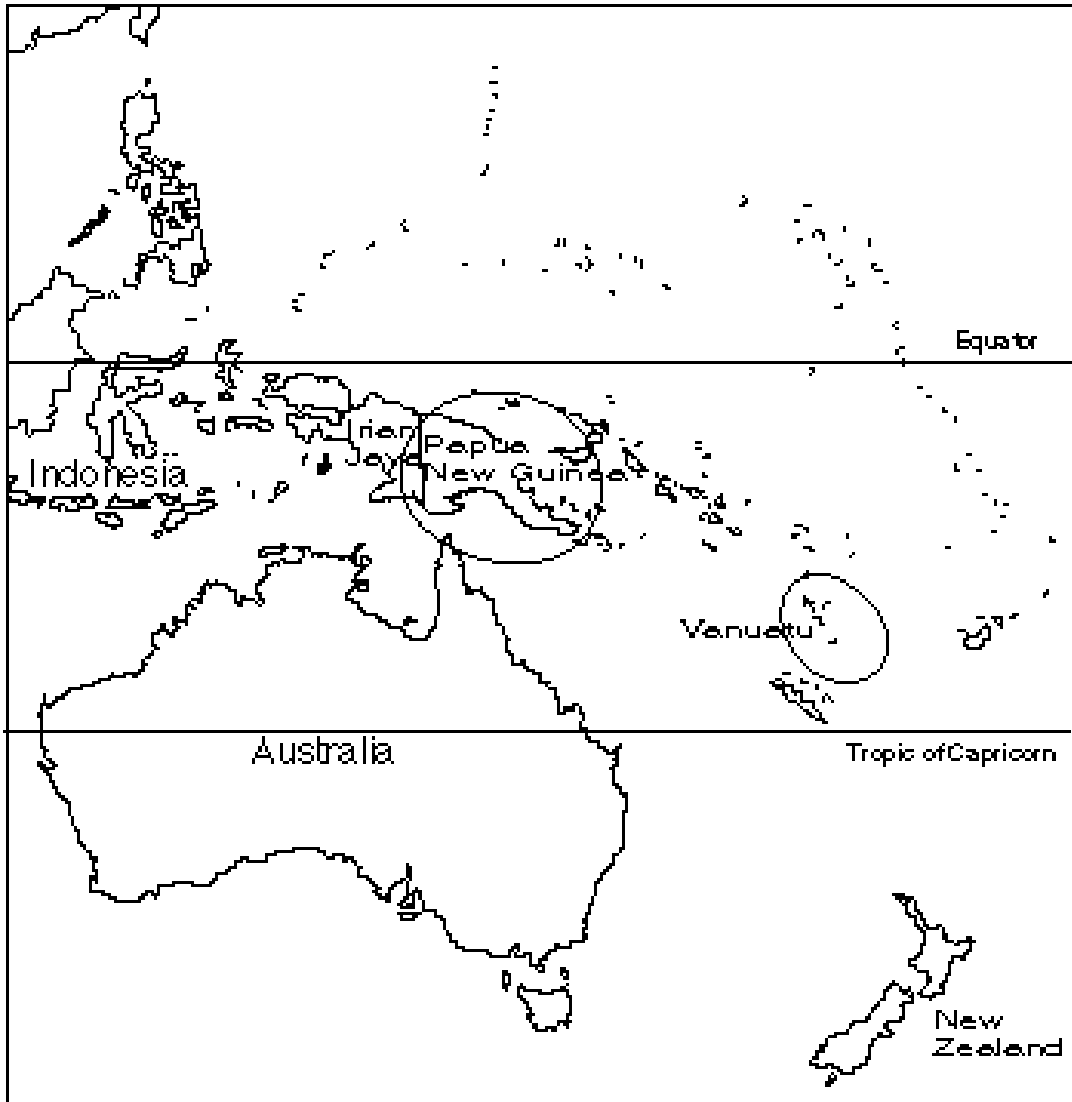 Equator
Irian
Jaya
Papua
New Guinea
Indonesia
Vanuatu
Australia
Tropic of Capricorn
New
Zealand